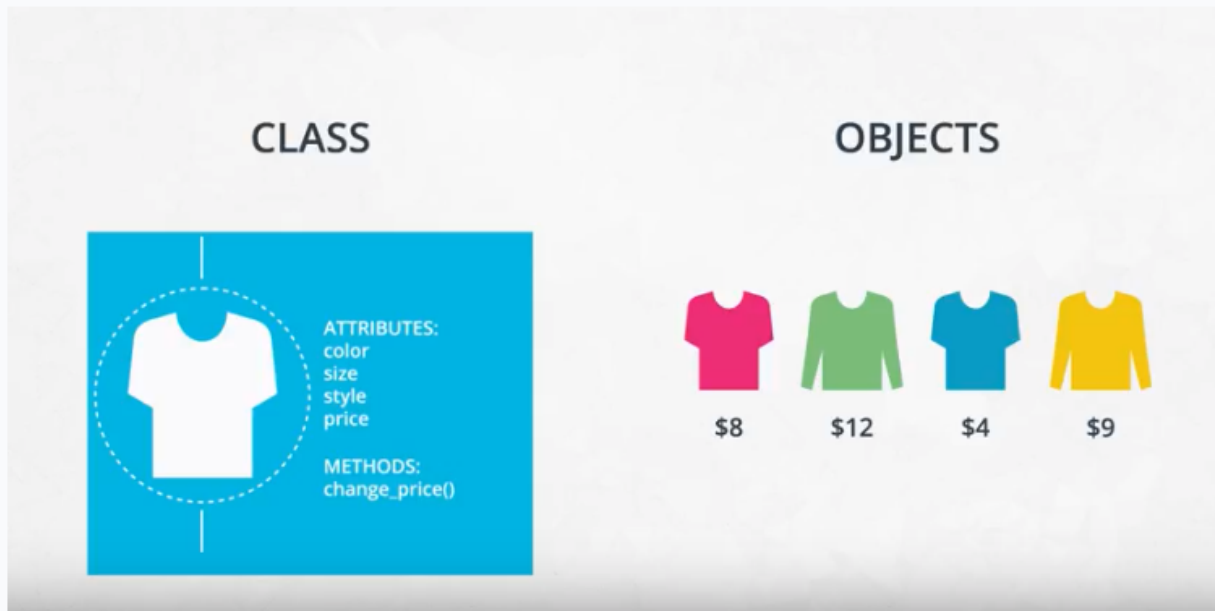 CLASS
OBJECTS
ATTRIBUTES:
color
size
style
price
METHODS:
change_price()
$8 $12 $4 $9